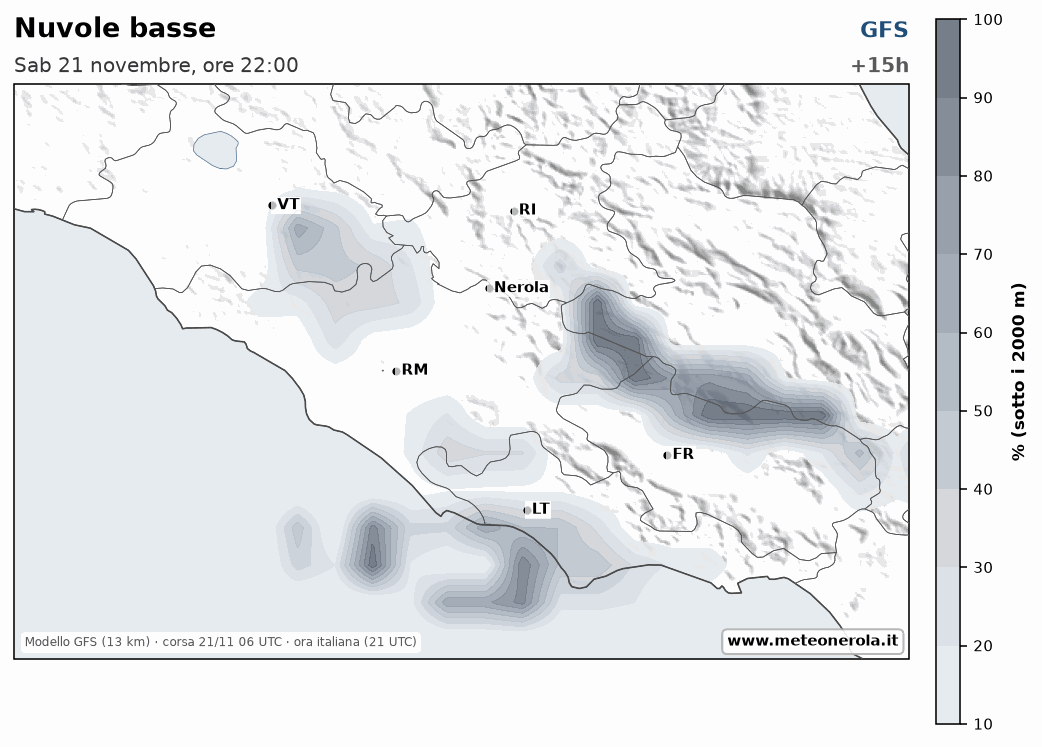 Nuvole basse
GFS
Sab 21 novembre, ore 22:00
+15h
VT
RI
Nerola
RM
FR
LT
Modello GFS (13 km) · corsa 21/11 06 UTC · ora italiana (21 UTC)
www.meteonerola.it
100
90
80
70
60
50
40
30
20
10
% (sotto i 2000 m)